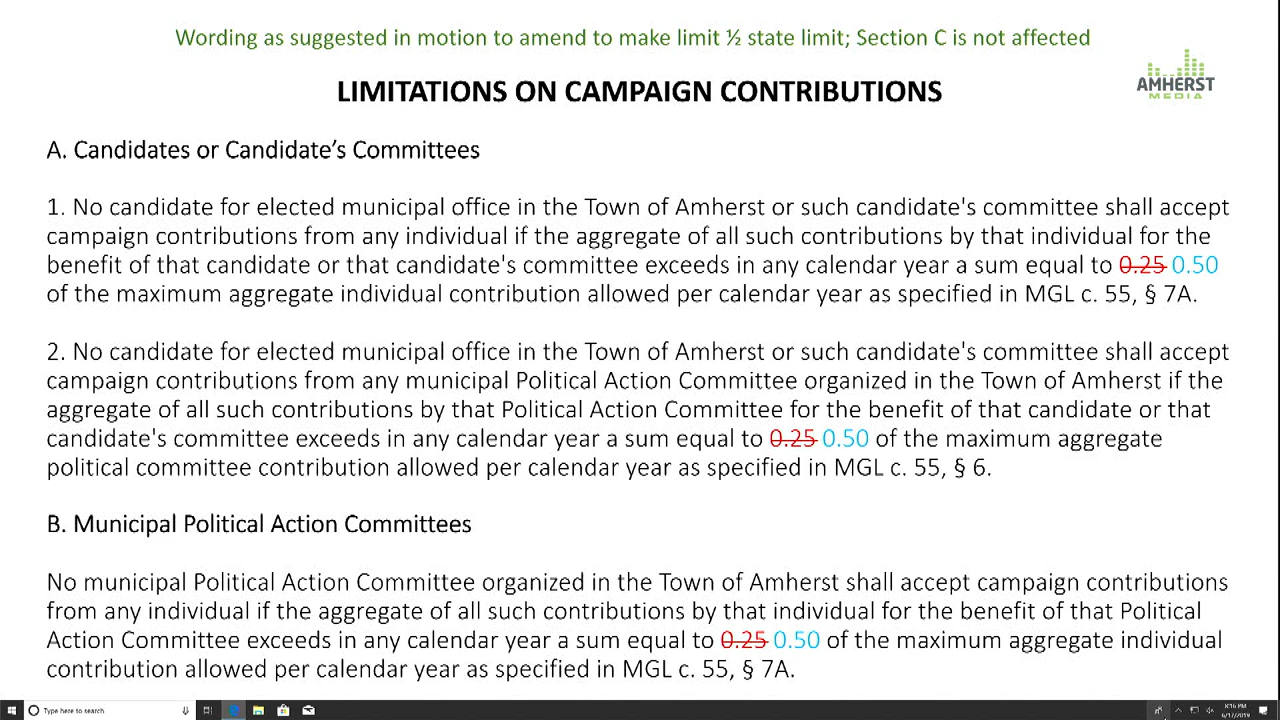 Wording as suggested in motion to amend to make limit ½ state limit; Section C is not affected
AMHERST
MEDIA
LIMITATIONS ON CAMPAIGN CONTRIBUTIONS
A. Candidates or Candidate’s Committees
1. No candidate for elected municipal office in the Town of Amherst or such candidate's committee shall accept
campaign contributions from any individual if the aggregate of all such contributions by that individual for the
benefit of that candidate or that candidate's committee exceeds in any calendar year a sum equal to 0.25 0.50
of the maximum aggregate individual contribution allowed per calendar year as specified in MGL c. 55, § 7A.
2. No candidate for elected municipal office in the Town of Amherst or such candidate's committee shall accept
campaign contributions from any municipal Political Action Committee organized in the Town of Amherst if the
aggregate of all such contributions by that Political Action Committee for the benefit of that candidate or that
candidate's committee exceeds in any calendar year a sum equal to 0.25 0.50 of the maximum aggregate
political committee contribution allowed per calendar year as specified in MGL c. 55, § 6.
B. Municipal Political Action Committees
No municipal Political Action Committee organized in the Town of Amherst shall accept campaign contributions
from any individual if the aggregate of all such contributions by that individual for the benefit of that Political
Action Committee exceeds in any calendar year a sum equal to 0.25 0.50 of the maximum aggregate individual
contribution allowed per calendar year as specified in MGL c. 55, § 7A.
Type here to search
8:16 PM
6/17/2019